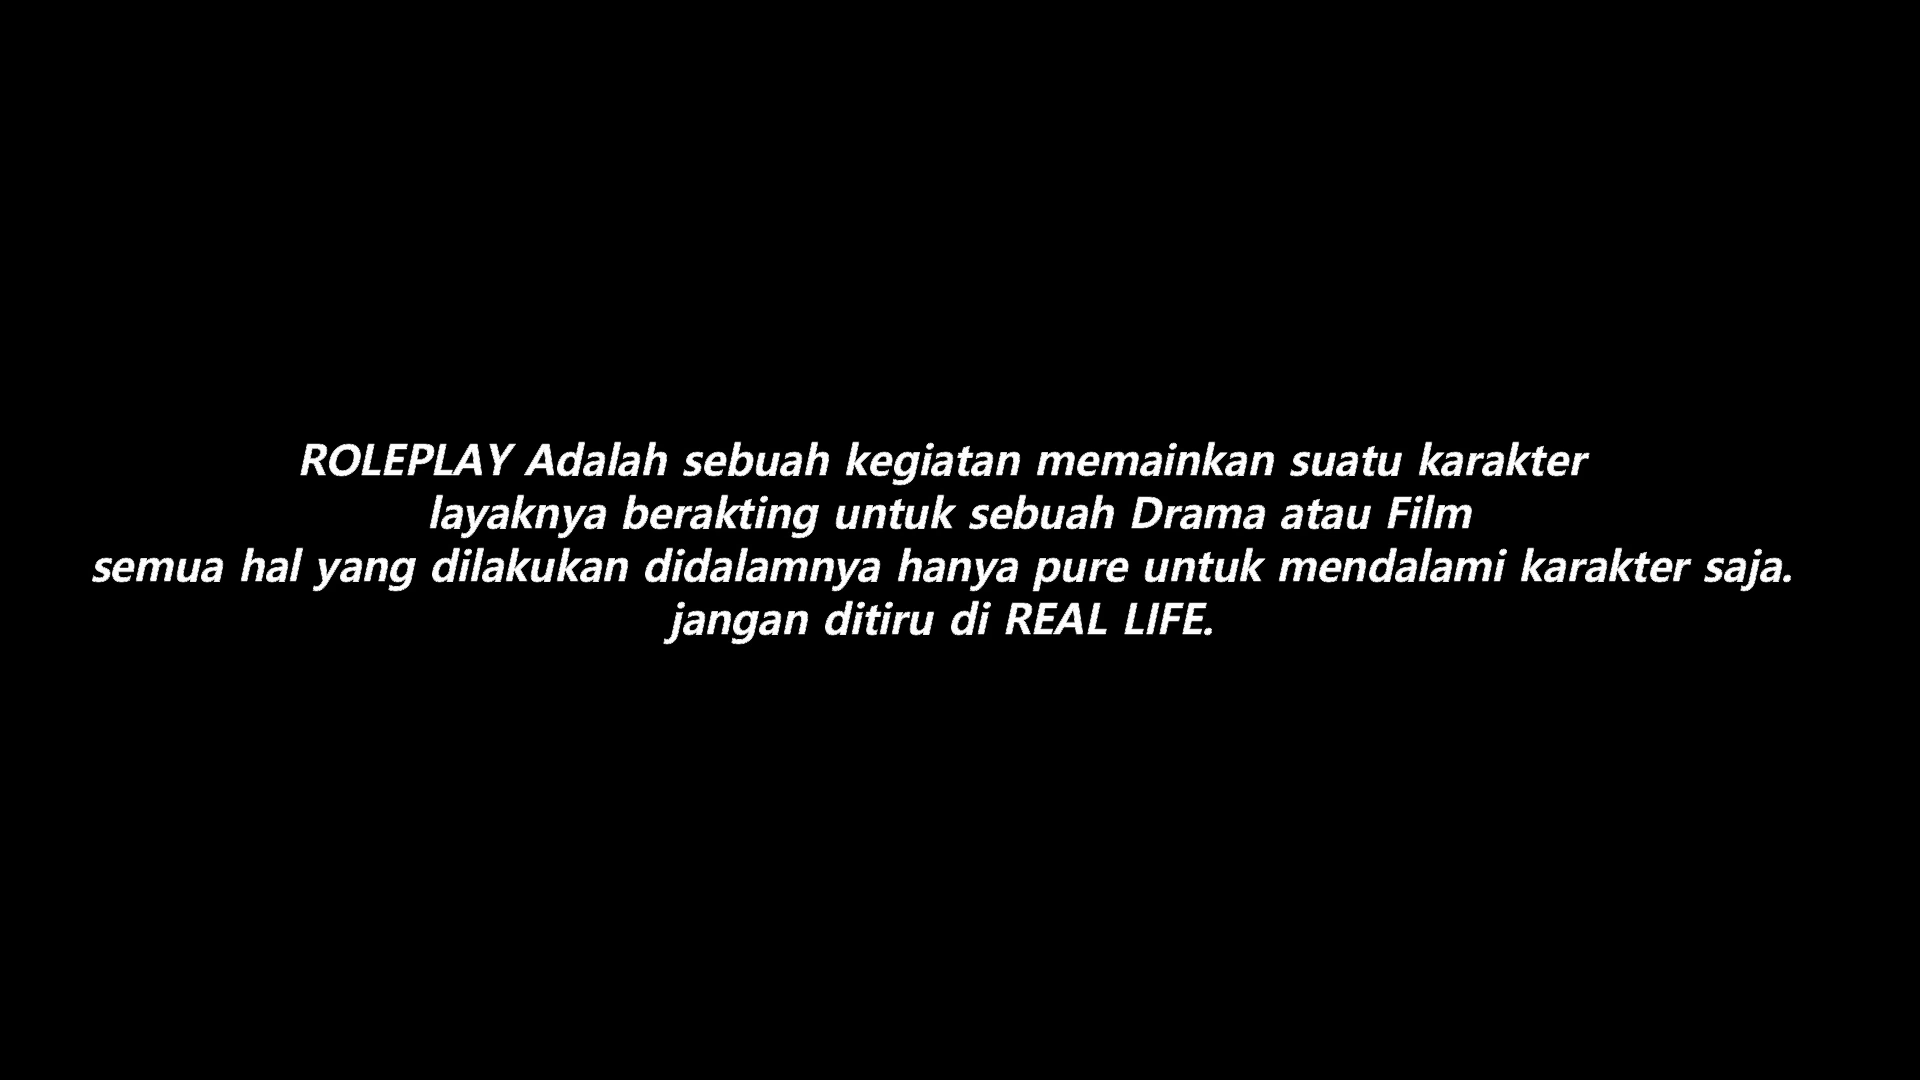 ROLEPLAY Adalah sebuah kegiatan memainkan suatu karakter
layaknya berakting untuk sebuah Drama atau Film
semua hal yang dilakukan didalamnya hanya pure untuk mendalami karakter saja.
jangan ditiru di REAL LIFE.